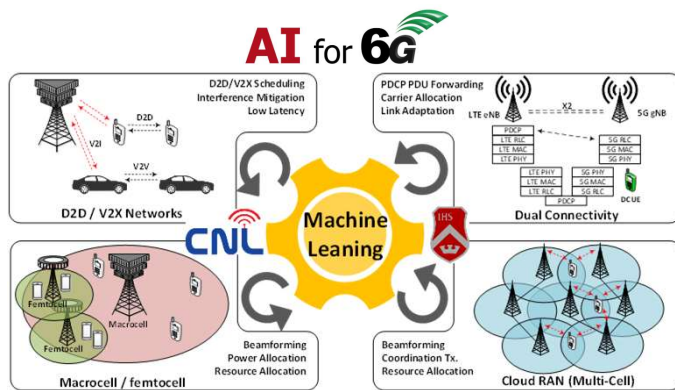 AI for 6G
D2D/V2X Scheduling
Interference Mitigation
Low Latency
D2D
V2I
V2V
D2D / V2X Networks
PDCP PDU Forwarding
Carrier Allocation
Link Adaptation
X2
LTE eNB
5G gNB
PDCP
LTE RLC
LTE MAC
LTE PHY
5G RLC
5G MAC
5G PHY
LTE PHY
LTE MAC
LTE RLC
5G PHY
5G MAC
5G RLC
PDCP
DCUE
Dual Connectivity
CNL
Machine
Leaning
IHS
Femtocell
Macrocell
Femtocell
Macrocell / femtocell
Beamforming
Power Allocation
Resource Allocation
Beamforming
Coordination Tx.
Resource Allocation
Cloud RAN (Multi-Cell)